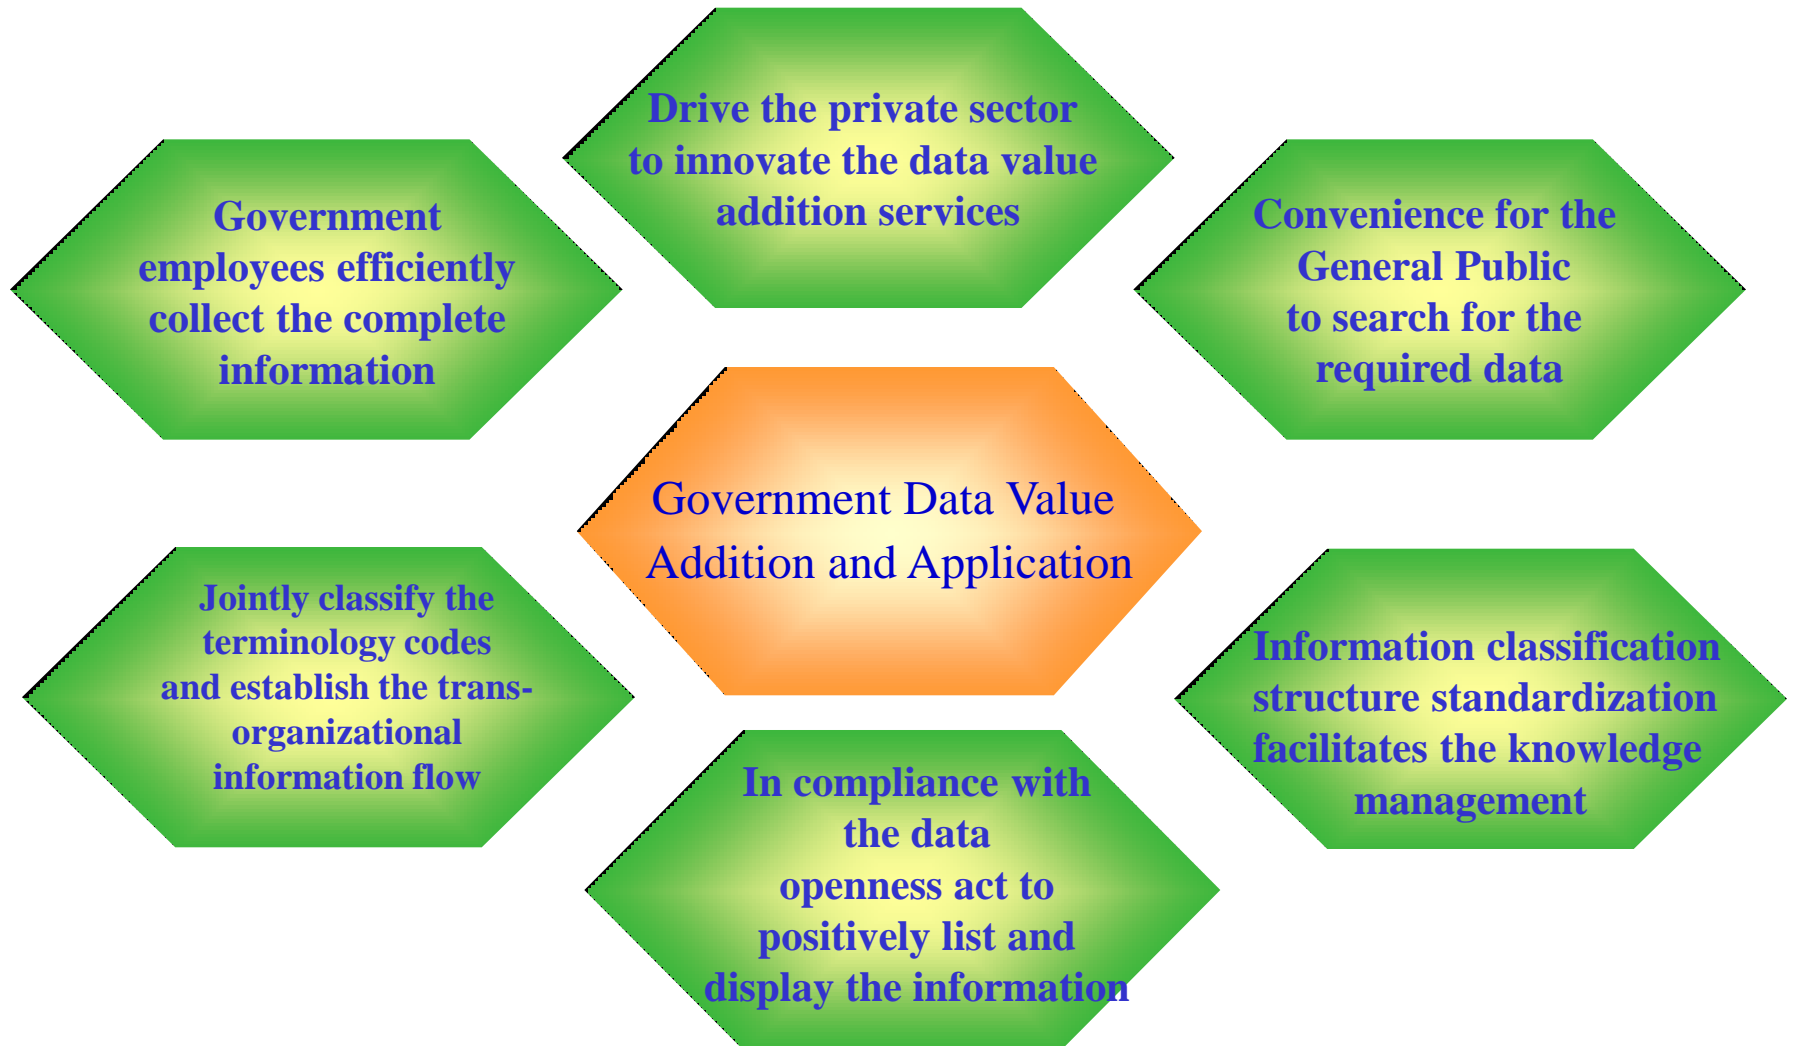 Drive the private sector
to innovate the data value
addition services
Government
employees efficiently
collect the complete
information
Convenience for the
General Public
to search for the
required data
Government Data Value
Addition and Application
Jointly classify the
terminology codes
and establish the trans-
organizational
information flow
Information classification
structure standardization
facilitates the knowledge
management
In compliance with
the data
openness act to
positively list and
display the information